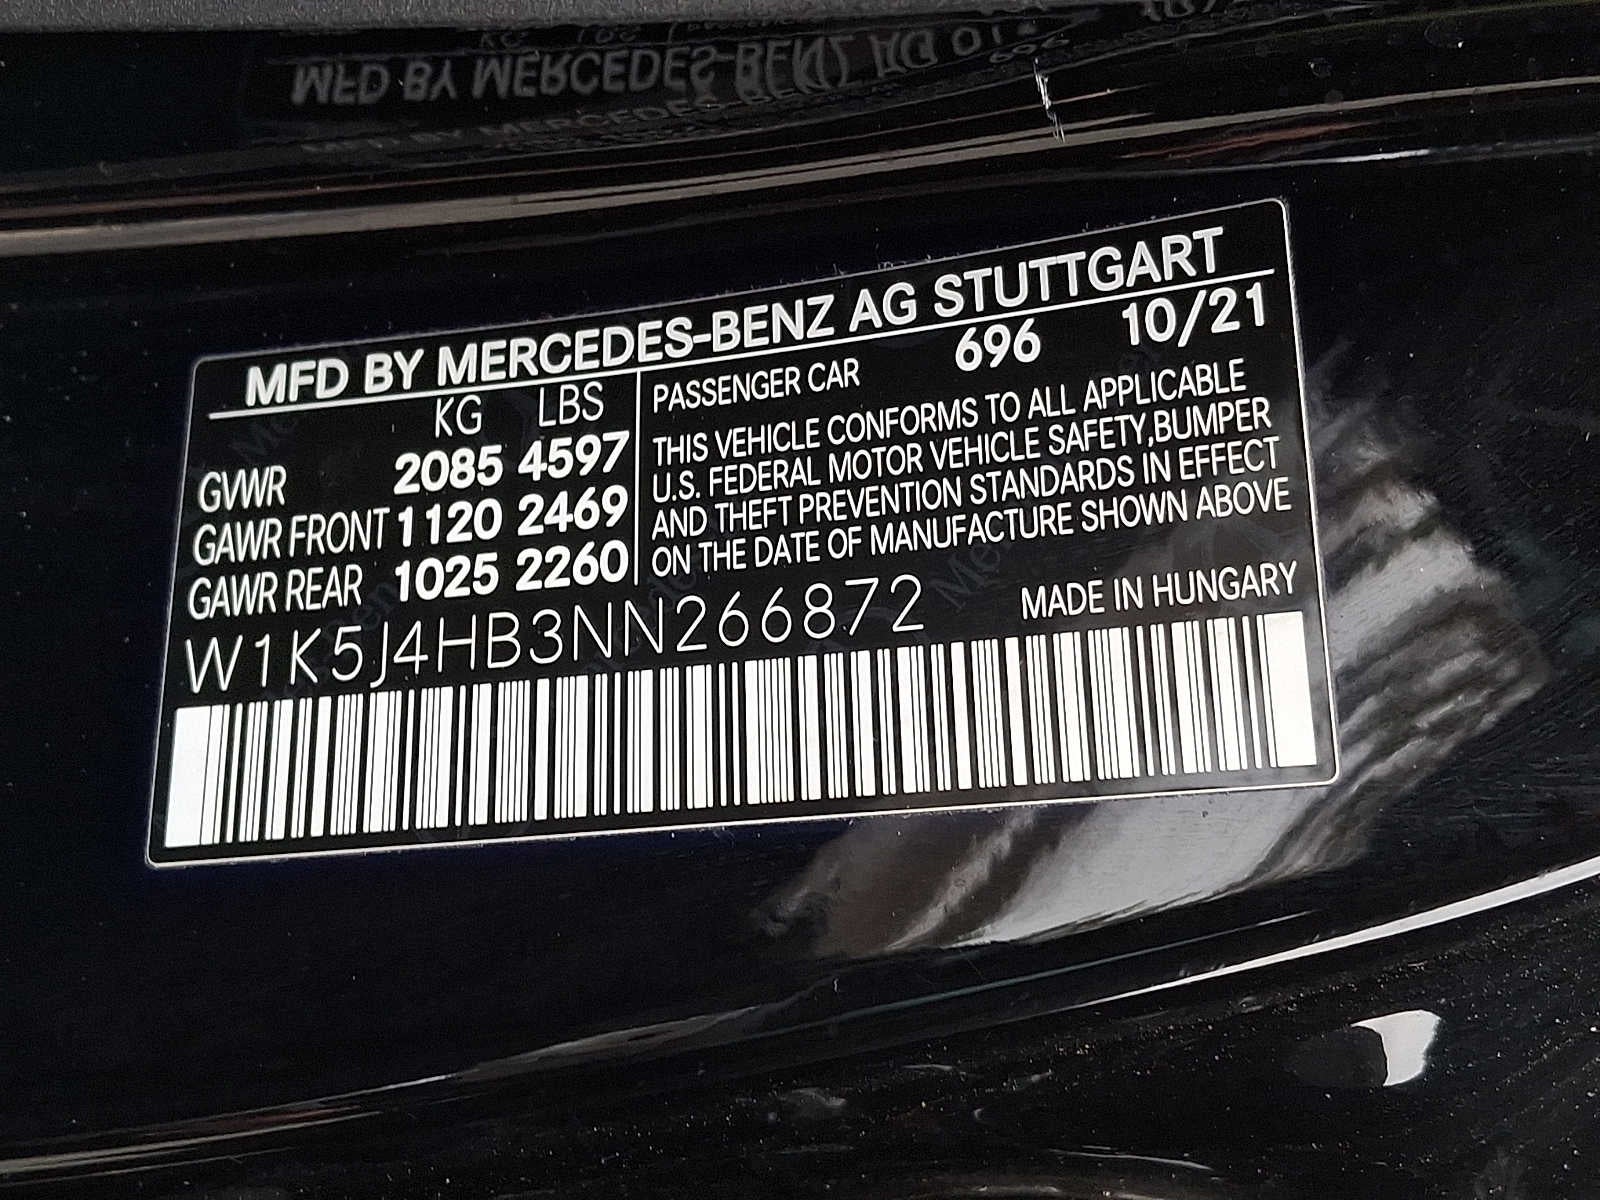 MFD BY MERCEDES-BENZ AG STUTTGART
KG LBS
GVWR 2085 4597
GAWR FRONT 1120 2469
GAWR REAR 1025 2260
PASSENGER CAR 696 10/21
THIS VEHICLE CONFORMS TO ALL APPLICABLE
U.S. FEDERAL MOTOR VEHICLE SAFETY,BUMPER
AND THEFT PREVENTION STANDARDS IN EFFECT
ON THE DATE OF MANUFACTURE SHOWN ABOVE
W1K5J4HB3NN266872
MADE IN HUNGARY